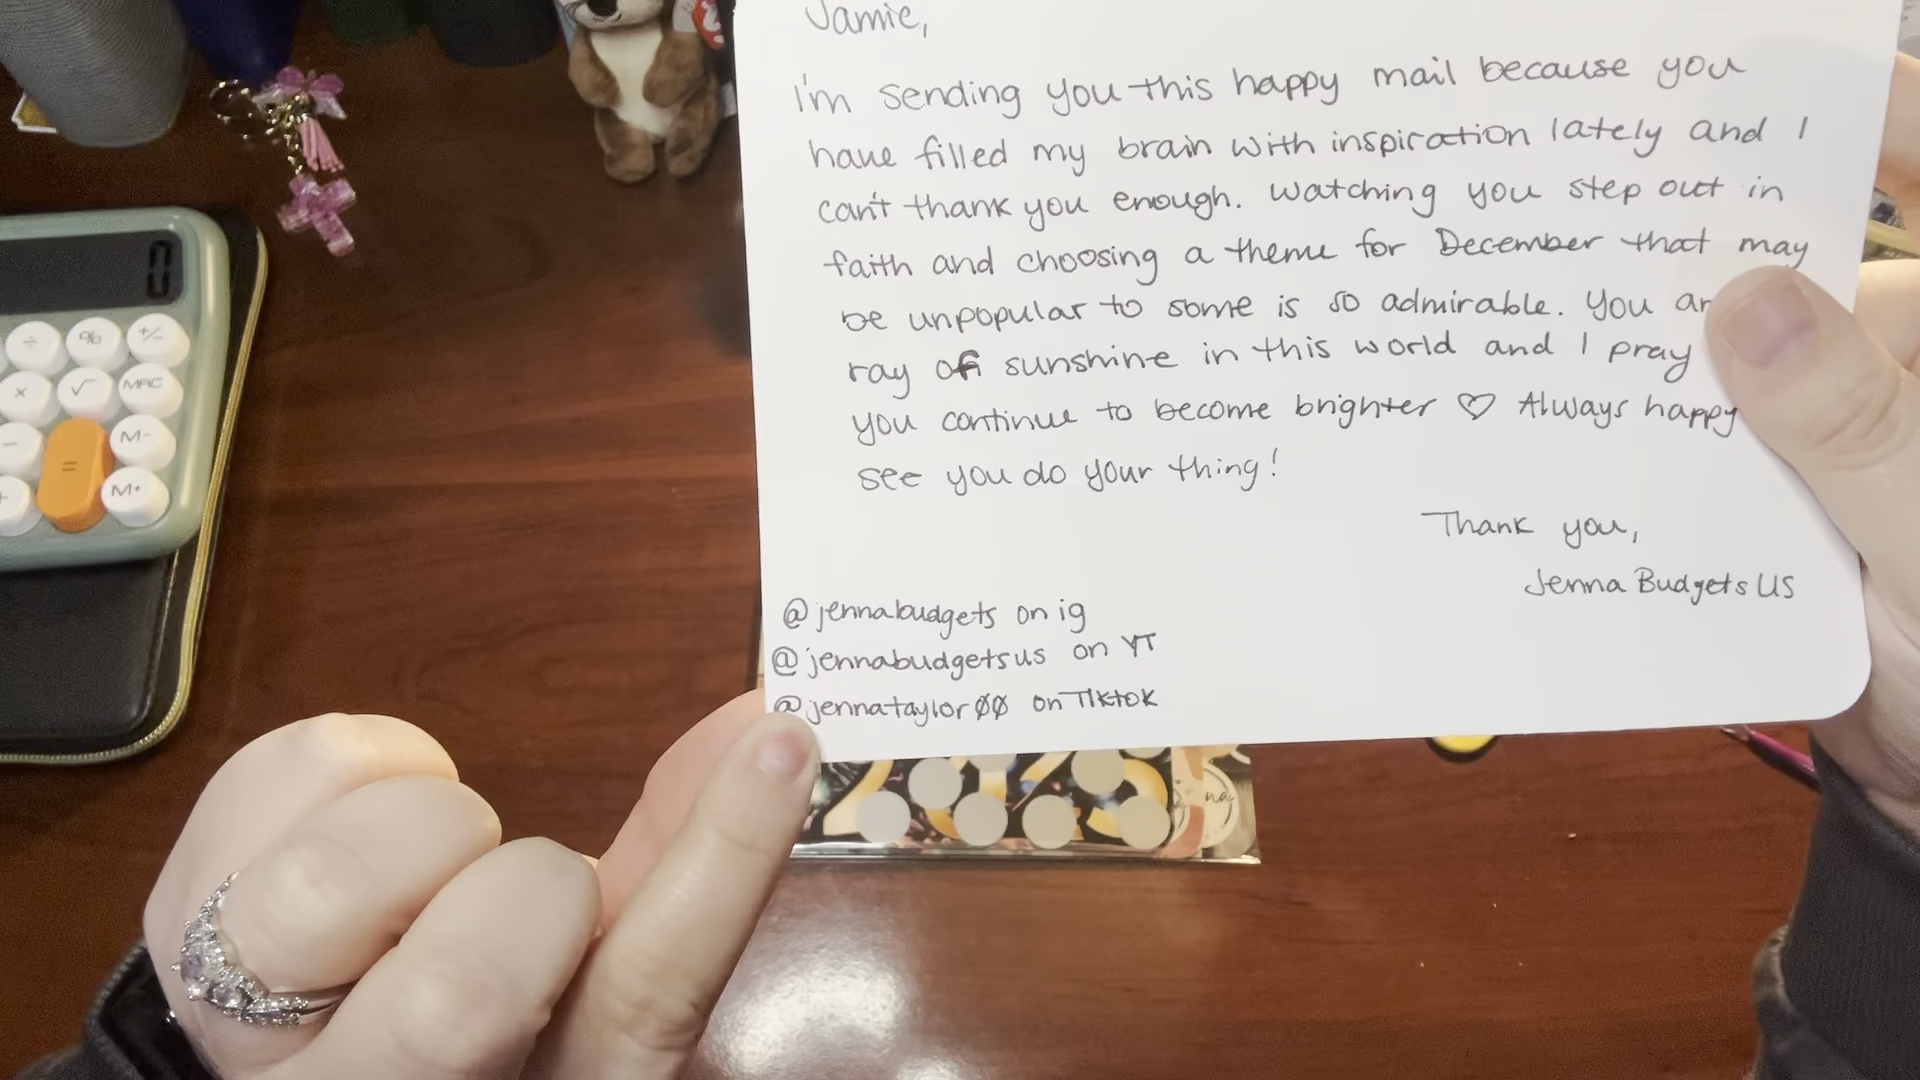 Jamie,
I'm sending you this happy mail because you
have filled my brain with inspiration lately and I
can't thank you enough. Watching you step out in
faith and choosing a theme for December that may
be unpopular to some is so admirable. You
ray of sunshine in this world and I pray
you continue to become brighter ♡ Always happy
see you do your thing!
Thank you,
Jenna Budgets US
@jennabudgets on ig
@jennabudgetsus on YT
@jennataylor00 on TikTok
0
÷ % +/-
× √ MRC
- = M-
+ M+